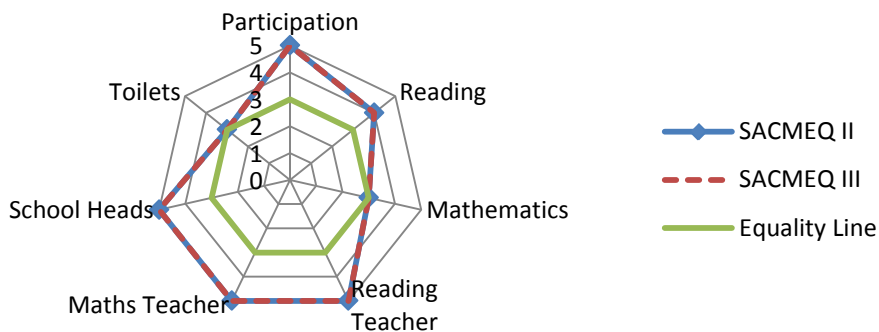 Participation
5
4
3
2
1
0
Reading
Mathematics
Reading
Teacher
Maths Teacher
School Heads
Toilets
SACMEQ II
SACMEQ III
Equality Line